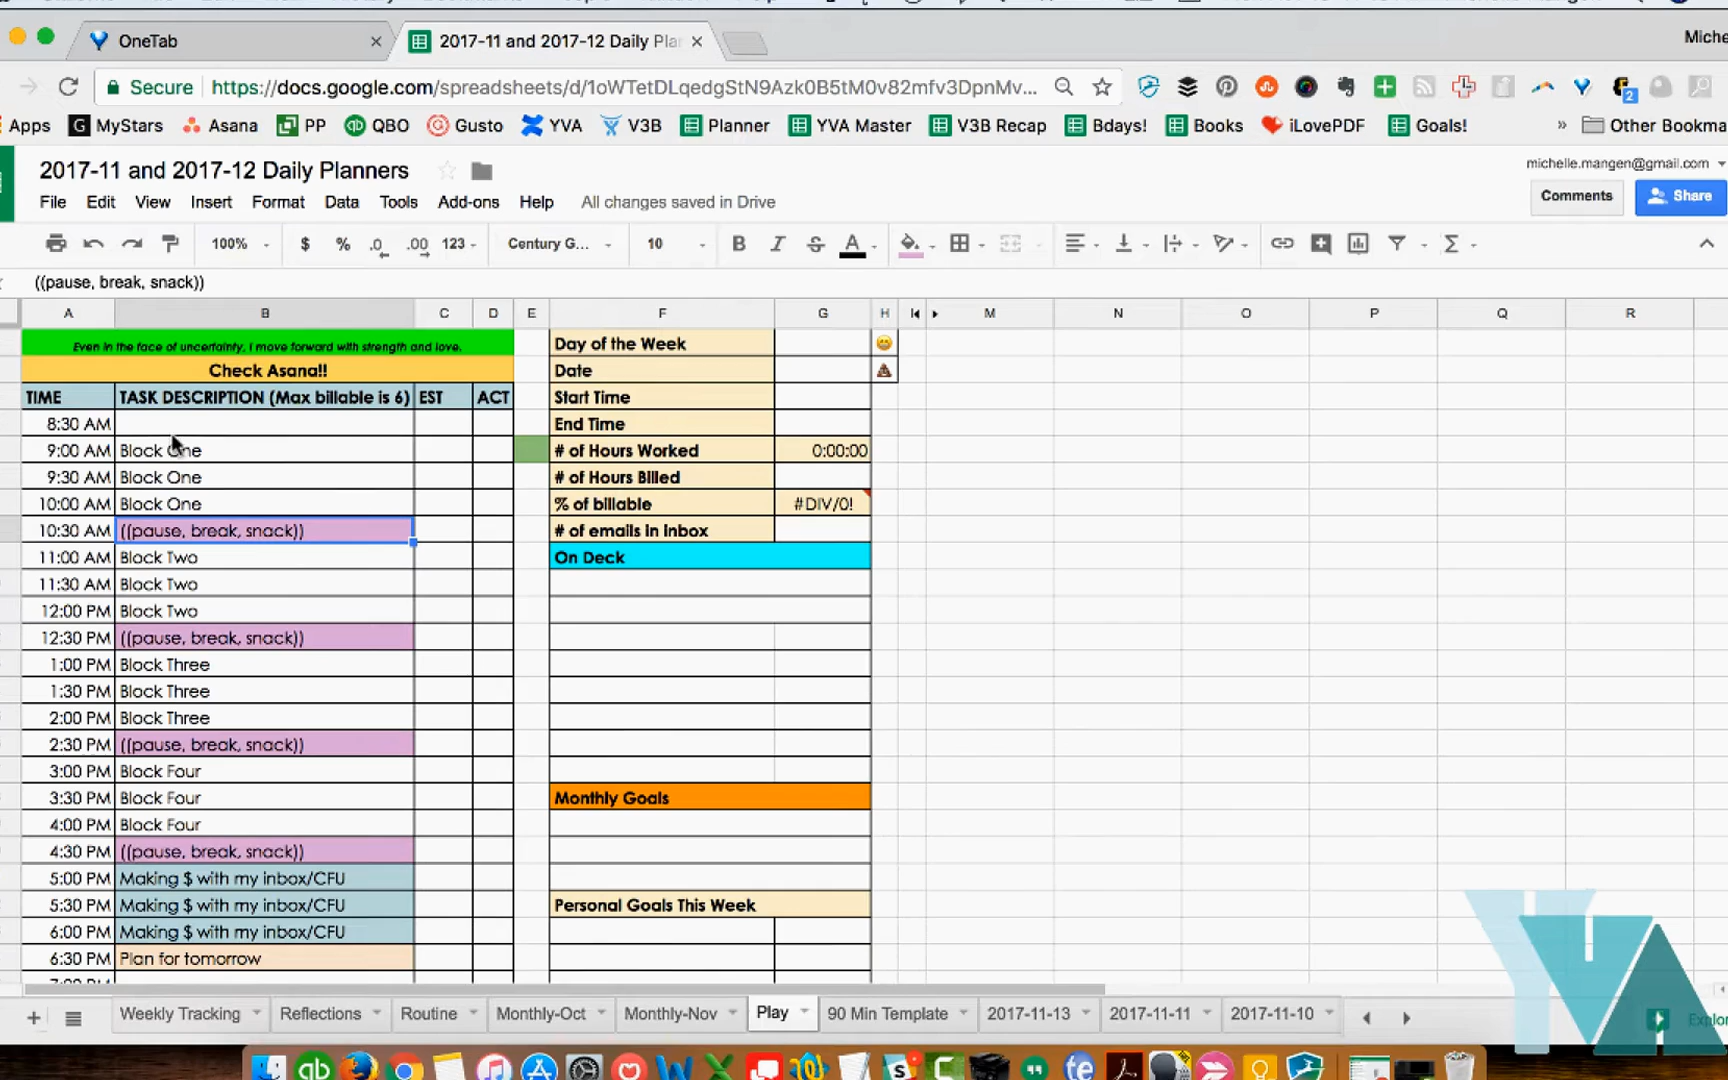 OneTab
2017-11 and 2017-12 Daily Pla
Miche
Secure
https://docs.google.com/spreadsheets/d/1oWTetDLqedgStN9Azk0B5tM0v82mfv3DpnMv...
2
Apps MyStars Asana PP QBO Gusto YVA V3B Planner YVA Master V3B Recap Bdays! Books iLovePDF Goals! » Other Bookma
2017-11 and 2017-12 Daily Planners
michelle.mangen@gmail.com
Comments
Share
File Edit View Insert Format Data Tools Add-ons Help All changes saved in Drive
100% $ % .0 .00 123 Century G... 10 B I S A Σ
((pause, break, snack))
A B C D E F G H M N O P Q R
Even in the face of uncertainty, I move forward with strength and love.
Day of the Week
Check Asana!!
Date
TIME TASK DESCRIPTION (Max billable is 6) EST ACT
Start Time
8:30 AM
End Time
9:00 AM Block One
# of Hours Worked 0:00:00
9:30 AM Block One
# of Hours Billed
10:00 AM Block One
% of billable #DIV/0!
10:30 AM ((pause, break, snack))
# of emails in inbox
11:00 AM Block Two
On Deck
11:30 AM Block Two
12:00 PM Block Two
12:30 PM ((pause, break, snack))
1:00 PM Block Three
1:30 PM Block Three
2:00 PM Block Three
2:30 PM ((pause, break, snack))
3:00 PM Block Four
3:30 PM Block Four
Monthly Goals
4:00 PM Block Four
4:30 PM ((pause, break, snack))
5:00 PM Making $ with my inbox/CFU
5:30 PM Making $ with my inbox/CFU
Personal Goals This Week
6:00 PM Making $ with my inbox/CFU
6:30 PM Plan for tomorrow
YVA
Weekly Tracking Reflections Routine Monthly-Oct Monthly-Nov Play 90 Min Template 2017-11-13 2017-11-11 2017-11-10
Explor